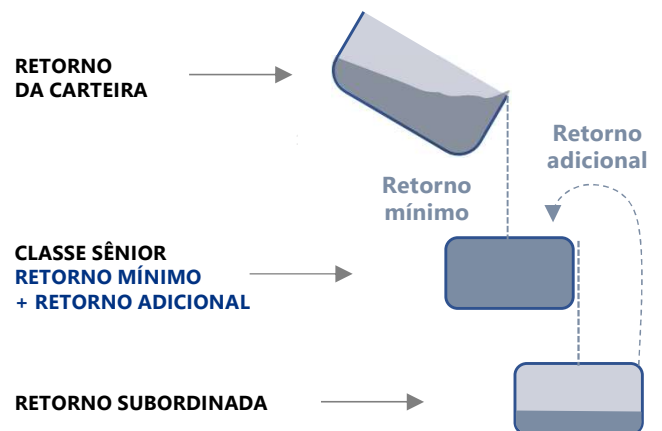 RETORNO
DA CARTEIRA
Retorno
adicional
Retorno
mínimo
CLASSE SÊNIOR
RETORNO MÍNIMO
+ RETORNO ADICIONAL
RETORNO SUBORDINADA